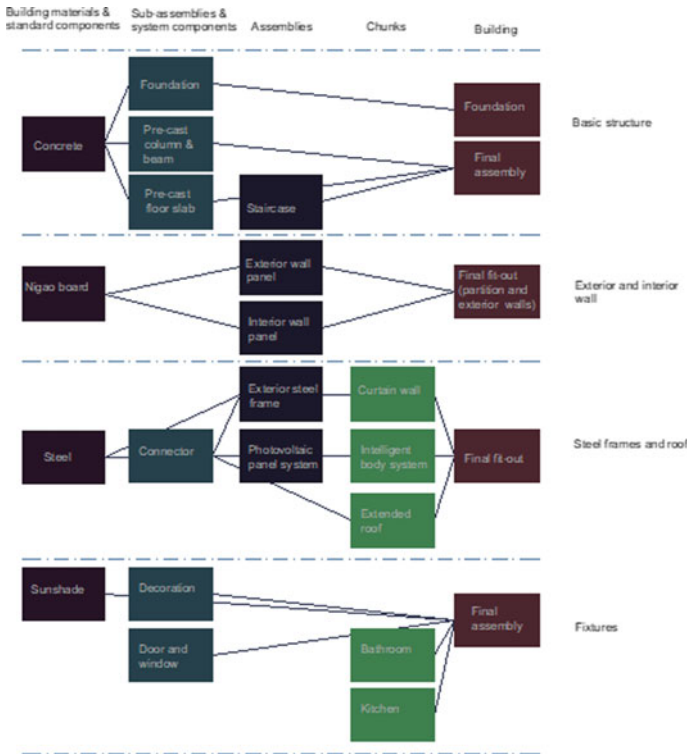 Building materials &
standard components
Sub-assemblies &
system components
Assemblies
Chunks
Building
Foundation
Foundation
Basic structure
Concrete
Pre-cast
column &
beam
Final
assembly
Pre-cast
floor slab
Staircase
Nigao board
Exterior wall
panel
Final fit-out
(partition and
exterior walls)
Exterior and interior
wall
Interior wall
panel
Exterior steel
frame
Curtain wall
Steel
Connector
Photovoltaic
panel system
Intelligent
body system
Final fit-out
Steel frames and roof
Extended
roof
Sunshade
Decoration
Final
assembly
Fixtures
Door and
window
Bathroom
Kitchen